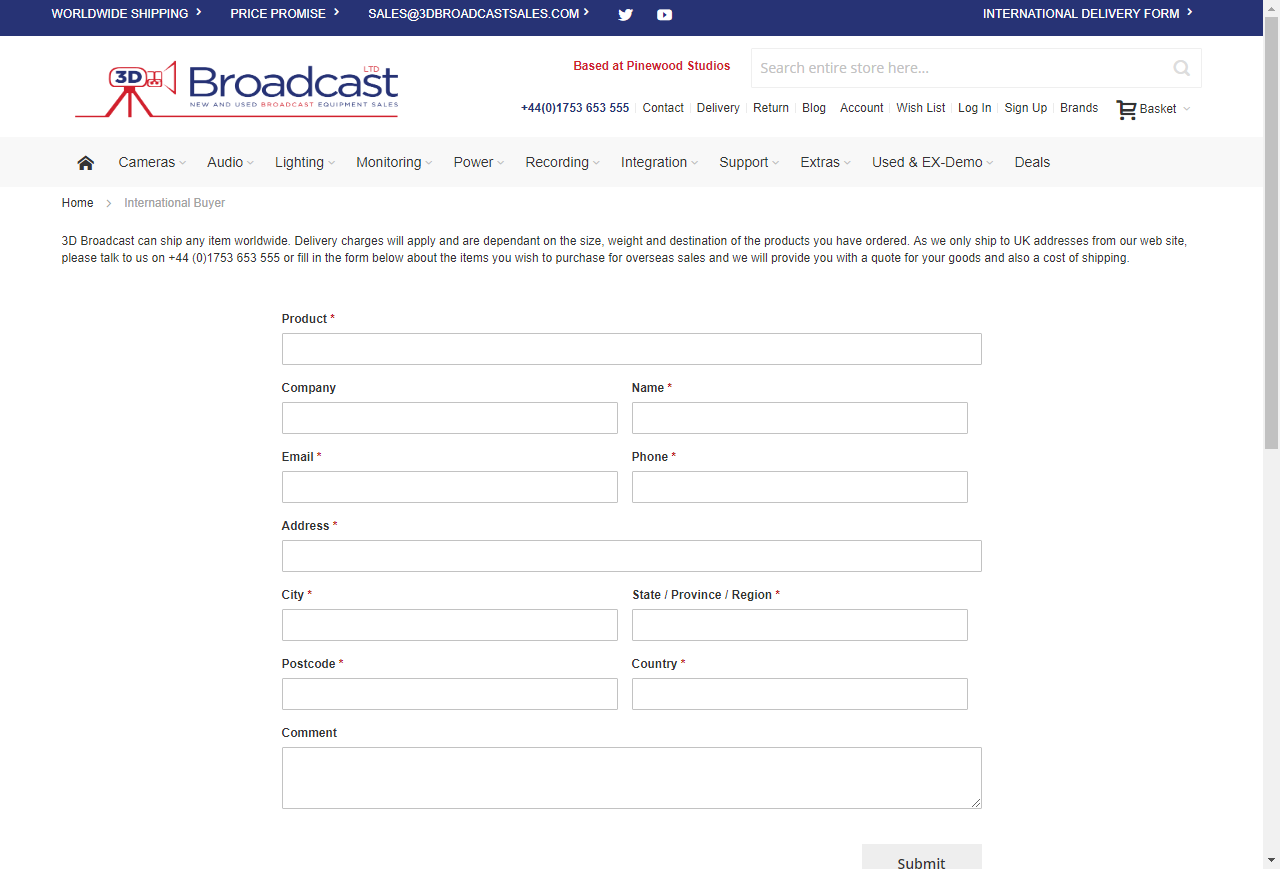 WORLDWIDE SHIPPING PRICE PROMISE SALES@3DBROADCASTSALES.COM INTERNATIONAL DELIVERY FORM
3D Broadcast LTD
NEW AND USED BROADCAST EQUIPMENT SALES
Based at Pinewood Studios
Search entire store here...
+44(0)1753 653 555 Contact Delivery Return Blog Account Wish List Log In Sign Up Brands Basket
Cameras Audio Lighting Monitoring Power Recording Integration Support Extras Used & EX-Demo Deals
Home International Buyer
3D Broadcast can ship any item worldwide. Delivery charges will apply and are dependant on the size, weight and destination of the products you have ordered. As we only ship to UK addresses from our web site,
please talk to us on +44 (0)1753 653 555 or fill in the form below about the items you wish to purchase for overseas sales and we will provide you with a quote for your goods and also a cost of shipping.
Product *
Company Name *
Email * Phone *
Address *
City * State / Province / Region *
Postcode * Country *
Comment
Submit